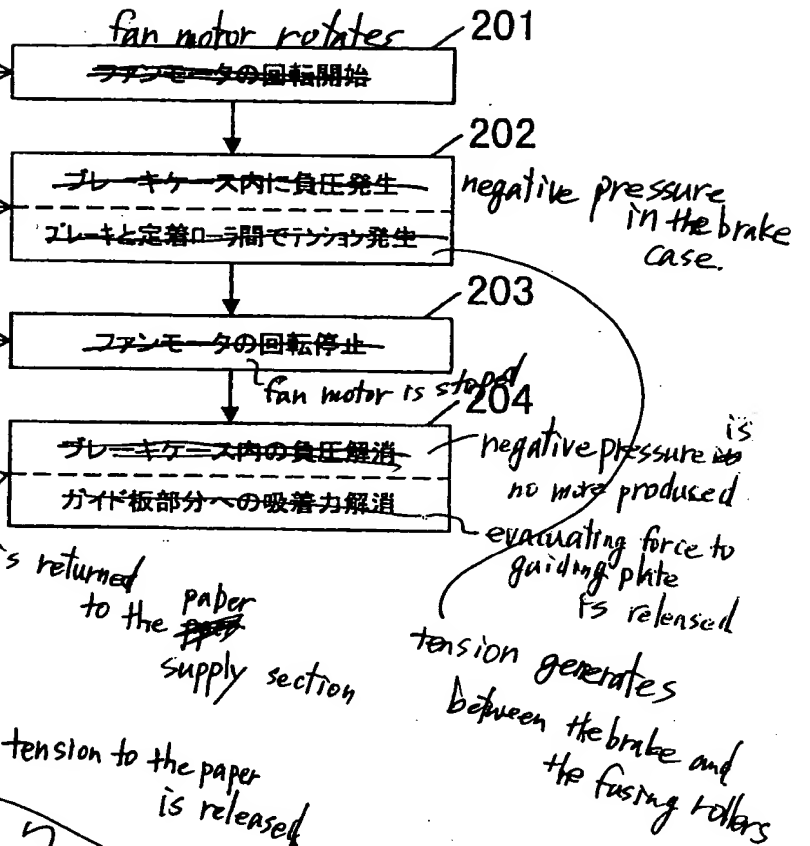 fan motor rotates
201
ファンモータの回転開始
202
ブレーキケース内に負圧発生
negative pressure
in the brake
case.
ブレーキと定着ローラ間でテンション発生
203
ファンモータの回転停止
fan motor is stoped
204
ブレーキケース内の負圧解消
negative pressure is
no more produced
ガイド板部分への吸着力解消
evacuating force to
guiding plate
is released
's returned
to the paper
supply section
tension generates
between the brake and
the fusing rollers
tension to the paper
is released